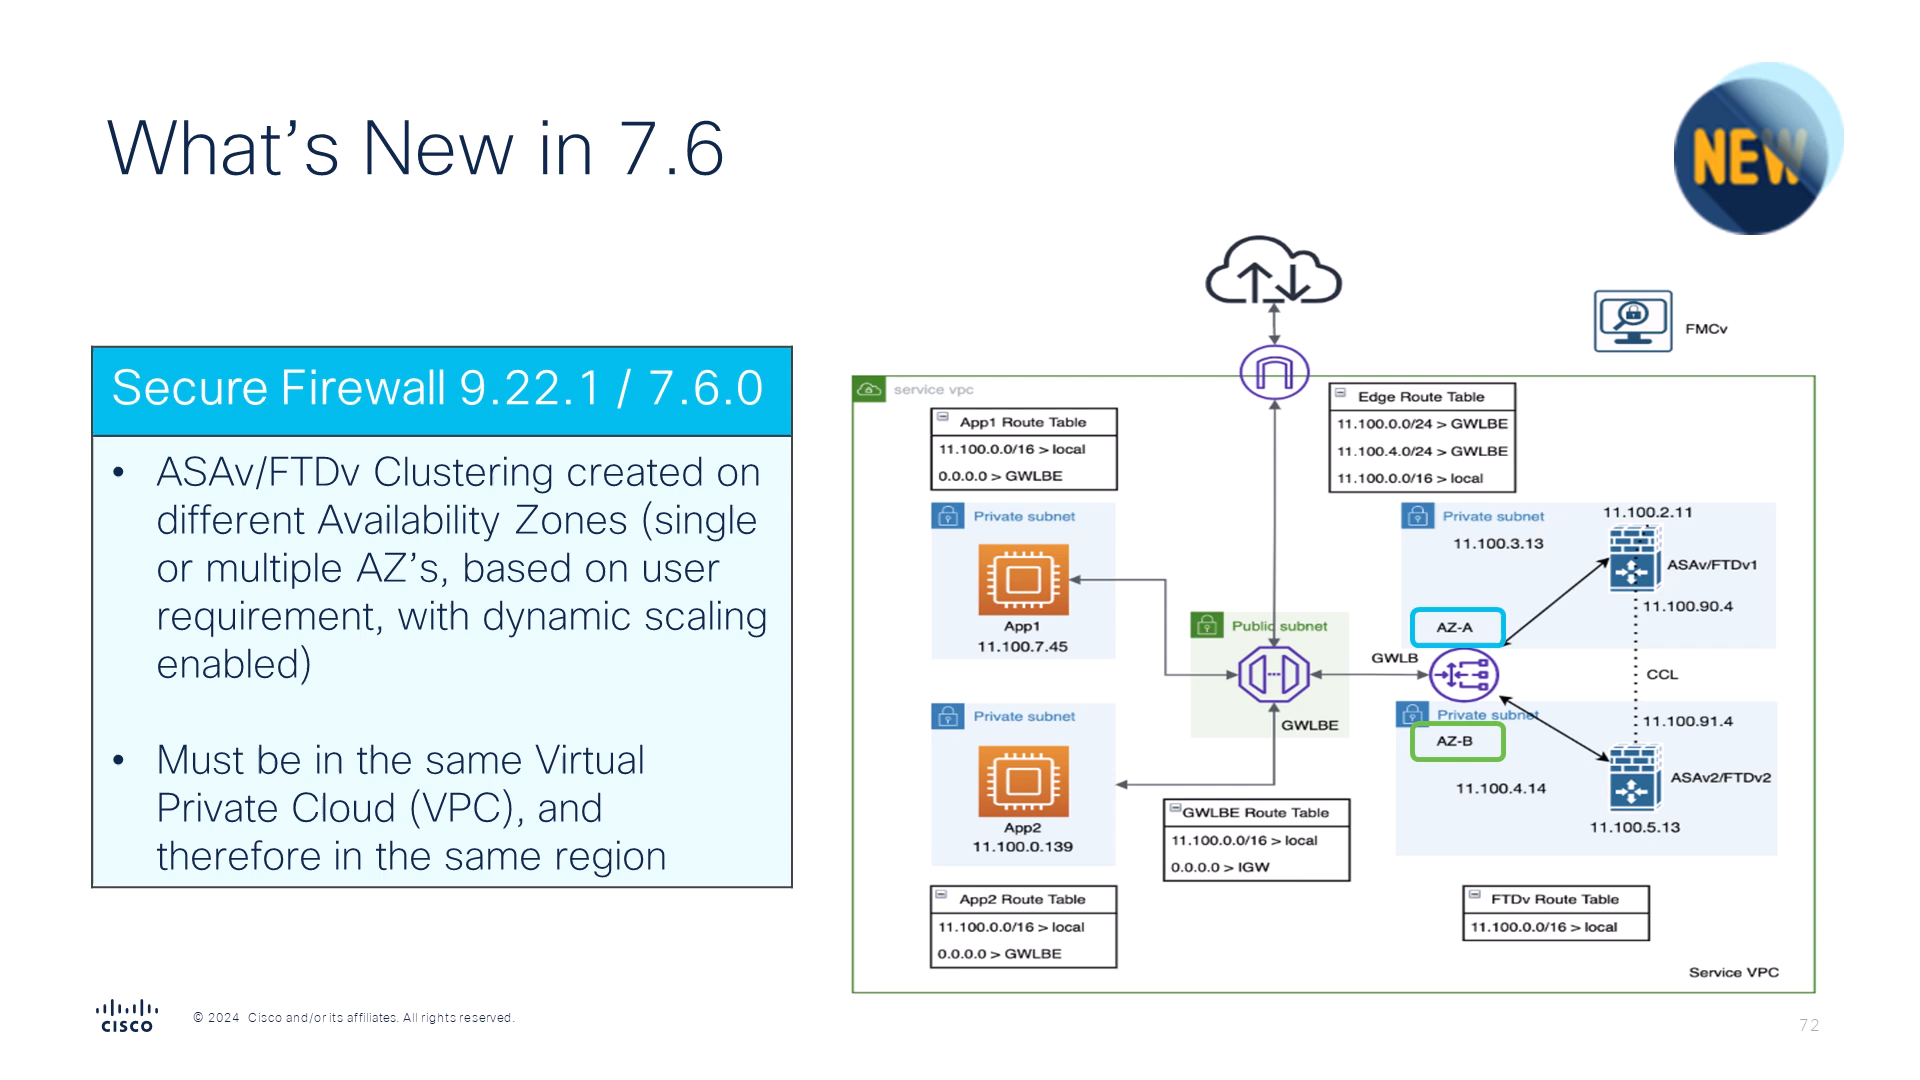 What's New in 7.6
NEW
Secure Firewall 9.22.1 / 7.6.0
• ASAv/FTDv Clustering created on
different Availability Zones (single
or multiple AZ's, based on user
requirement, with dynamic scaling
enabled)
• Must be in the same Virtual
Private Cloud (VPC), and
therefore in the same region
FMCv
service vpc
App1 Route Table
11.100.0.0/16 > local
0.0.0.0 > GWLBE
Edge Route Table
11.100.0.0/24 > GWLBE
11.100.4.0/24 > GWLBE
11.100.0.0/16 > local
Private subnet
App1
11.100.7.45
Private subnet
11.100.3.13
11.100.2.11
ASAv/FTDv1
11.100.90.4
AZ-A
Public subnet
GWLB
CCL
GWLBE
Private subnet
App2
11.100.0.139
Private subnet
AZ-B
11.100.4.14
11.100.91.4
ASAv2/FTDv2
11.100.5.13
GWLBE Route Table
11.100.0.0/16 > local
0.0.0.0 > IGW
App2 Route Table
11.100.0.0/16 > local
0.0.0.0 > GWLBE
FTDv Route Table
11.100.0.0/16 > local
Service VPC
CISCO
© 2024 Cisco and/or its affiliates. All rights reserved.
72